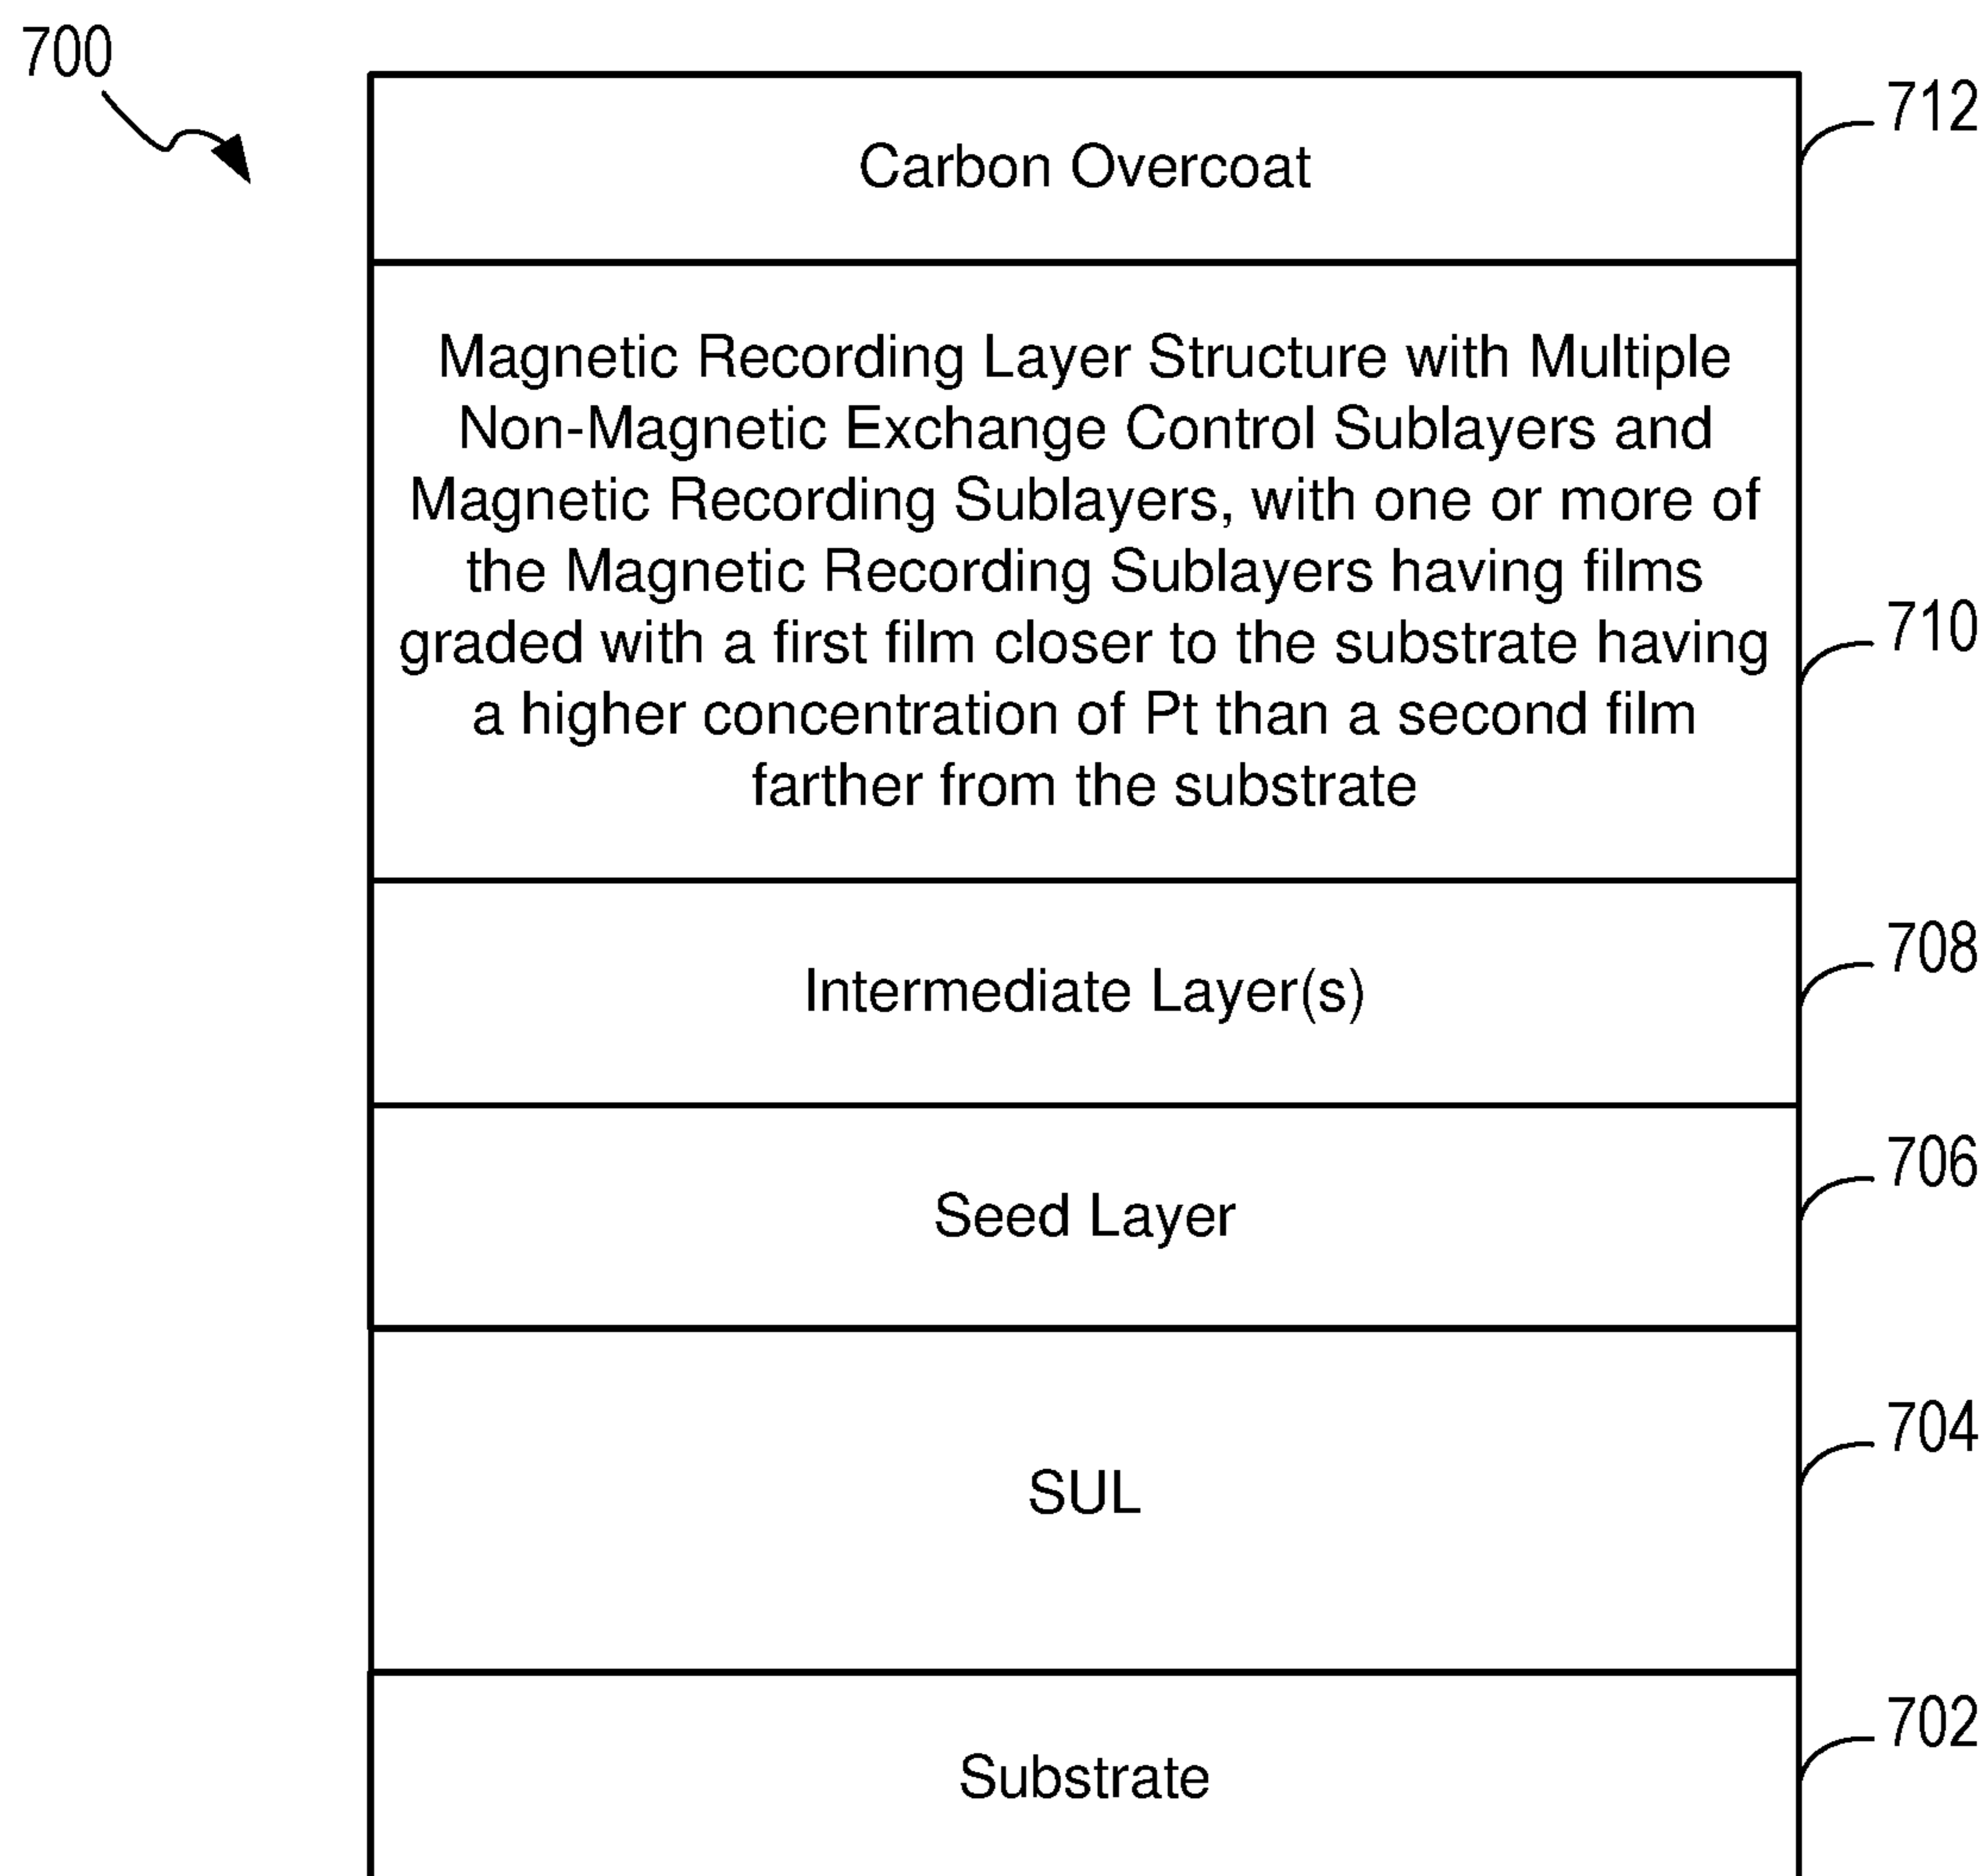 700
712
Carbon Overcoat
Magnetic Recording Layer Structure with Multiple
Non-Magnetic Exchange Control Sublayers and
Magnetic Recording Sublayers, with one or more of
the Magnetic Recording Sublayers having films
graded with a first film closer to the substrate having
a higher concentration of Pt than a second film
farther from the substrate
710
708
Intermediate Layer(s)
706
Seed Layer
704
SUL
702
Substrate